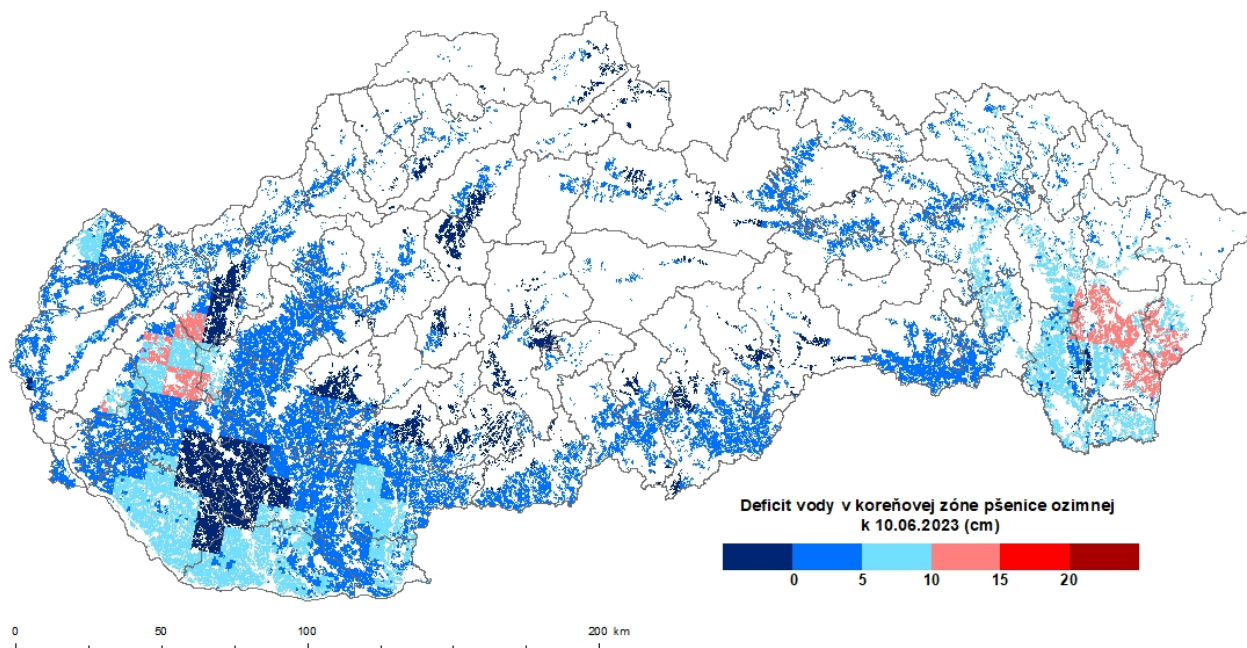 Deficit vody v koreňovej zóne pšenice ozimnej
k 10.06.2023 (cm)
0 5 10 15 20
0 50 100 200 km